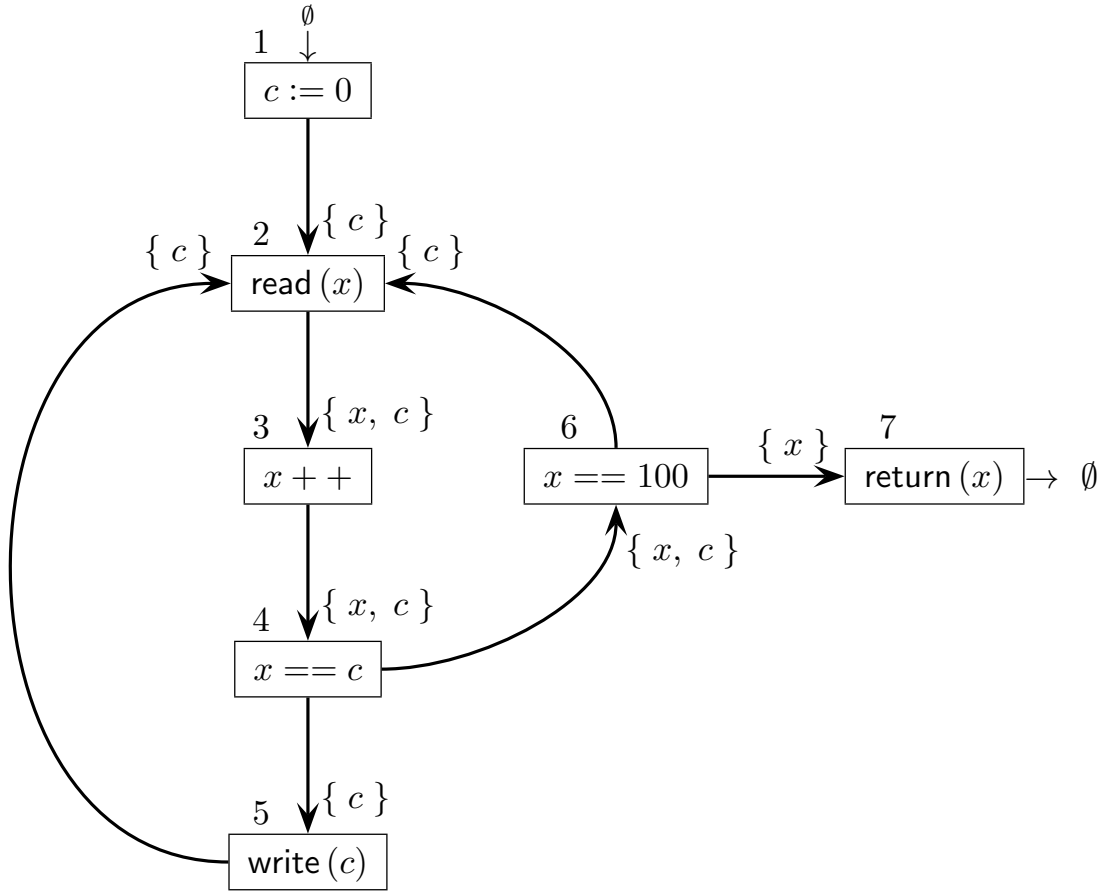 ∅
1
c := 0
{ c }
2
{ c }
{ c }
read (x)
{ x, c }
3
6
7
{ x }
x + +
x == 100
return (x)
→ ∅
{ x, c }
{ x, c }
4
x == c
{ c }
5
write (c)